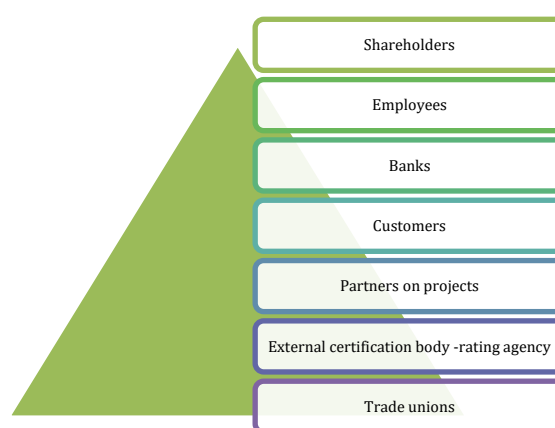 Shareholders
Employees
Banks
Customers
Partners on projects
External certification body -rating agency
Trade unions